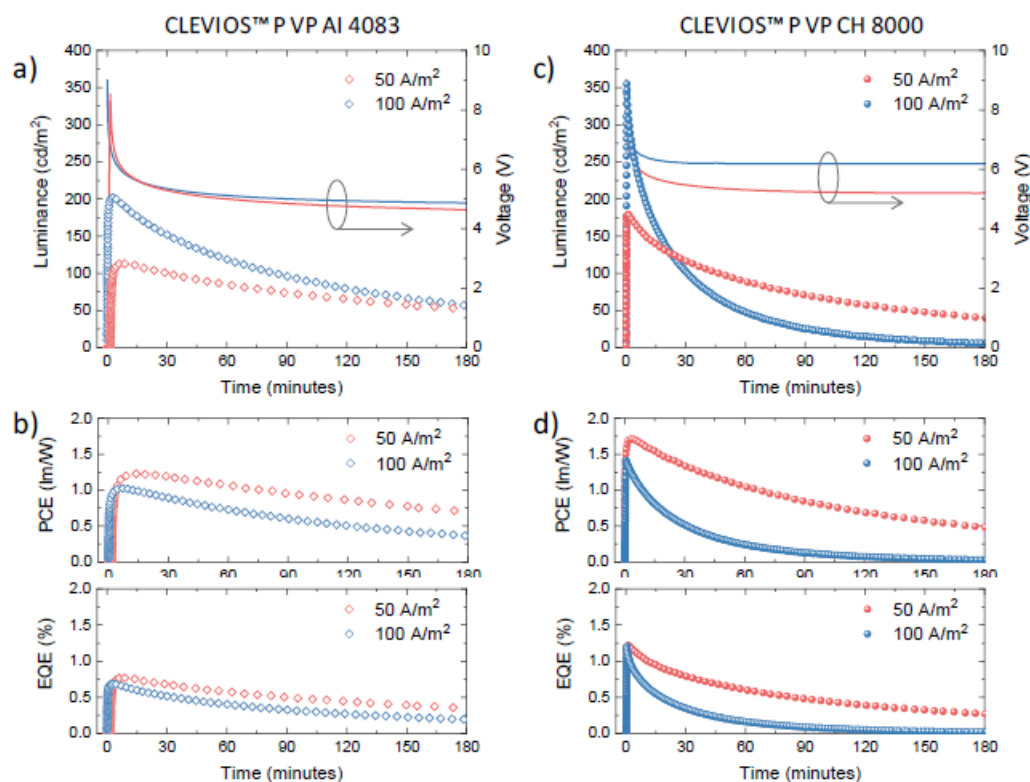 CLEVIOS™ P VP AI 4083
CLEVIOS™ P VP CH 8000
a)
400
350
300
250
200
150
100
50
0
Luminance (cd/m²)
50 A/m²
100 A/m²
10
8
6
4
2
0
Voltage (V)
0 30 60 90 120 150 180
Time (minutes)
c)
400
350
300
250
200
150
100
50
0
Luminance (cd/m²)
50 A/m²
100 A/m²
10
8
6
4
2
0
Voltage (V)
0 30 60 90 120 150 180
Time (minutes)
b)
2.0
1.5
1.0
0.5
0.0
PCE (lm/W)
50 A/m²
100 A/m²
0 30 60 90 120 150 180
2.0
1.5
1.0
0.5
0.0
EQE (%)
50 A/m²
100 A/m²
0 30 60 90 120 150 180
Time (minutes)
d)
2.0
1.5
1.0
0.5
0.0
PCE (lm/W)
50 A/m²
100 A/m²
0 30 60 90 120 150 180
2.0
1.5
1.0
0.5
0.0
EQE (%)
50 A/m²
100 A/m²
0 30 60 90 120 150 180
Time (minutes)